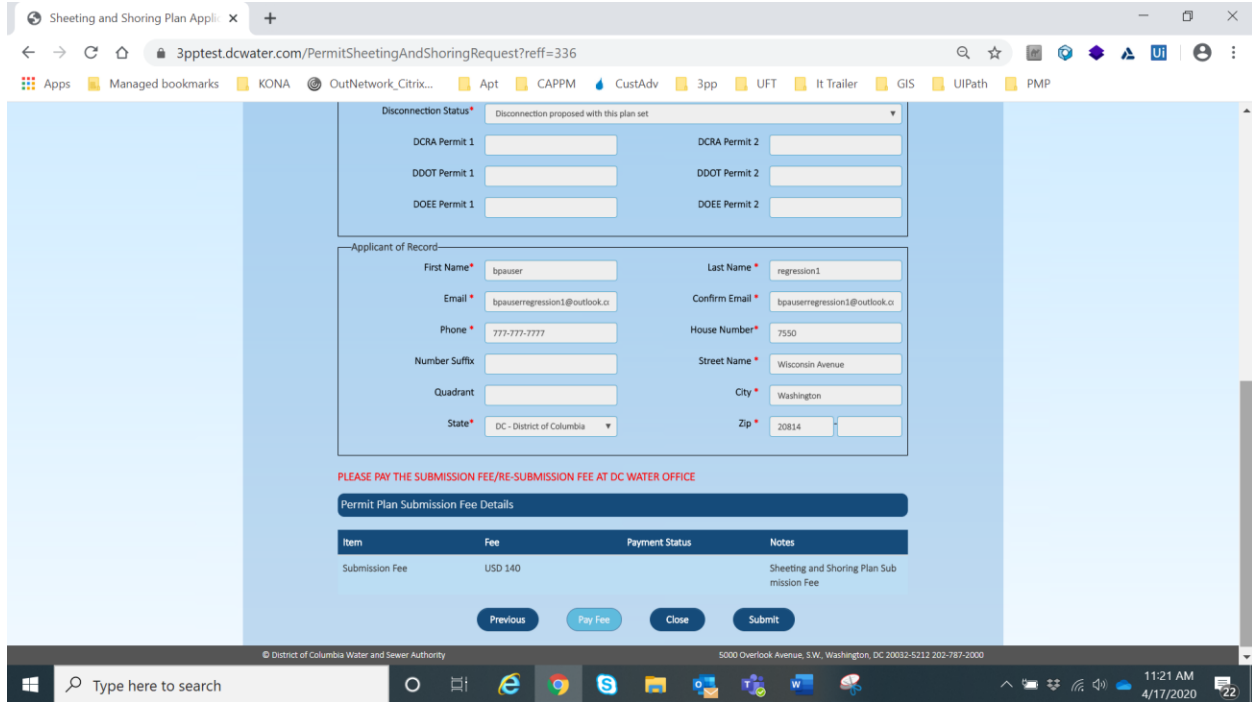 Sheeting and Shoring Plan Applic
3pptest.dcwater.com/PermitSheetingAndShoringRequest?reff=336
Ui
Apps Managed bookmarks KONA OutNetwork_Citrix... Apt CAPPM CustAdv 3pp UFT It Trailer GIS UIPath PMP
Disconnection Status* Disconnection proposed with this plan set
DCRA Permit 1 DCRA Permit 2
DDOT Permit 1 DDOT Permit 2
DOEE Permit 1 DOEE Permit 2
Applicant of Record
First Name* bpauser Last Name * regression1
Email * bpauserregression1@outlook.co Confirm Email * bpauserregression1@outlook.co
Phone * 777-777-7777 House Number* 7550
Number Suffix Street Name * Wisconsin Avenue
Quadrant City * Washington
State* DC - District of Columbia Zip * 20814 -
PLEASE PAY THE SUBMISSION FEE/RE-SUBMISSION FEE AT DC WATER OFFICE
Permit Plan Submission Fee Details
Item Fee Payment Status Notes
Submission Fee USD 140 Sheeting and Shoring Plan Sub
mission Fee
Previous Pay Fee Close Submit
© District of Columbia Water and Sewer Authority 5000 Overlook Avenue, S.W., Washington, DC 20032-5212 202-787-2000
Type here to search
11:21 AM
4/17/2020
22